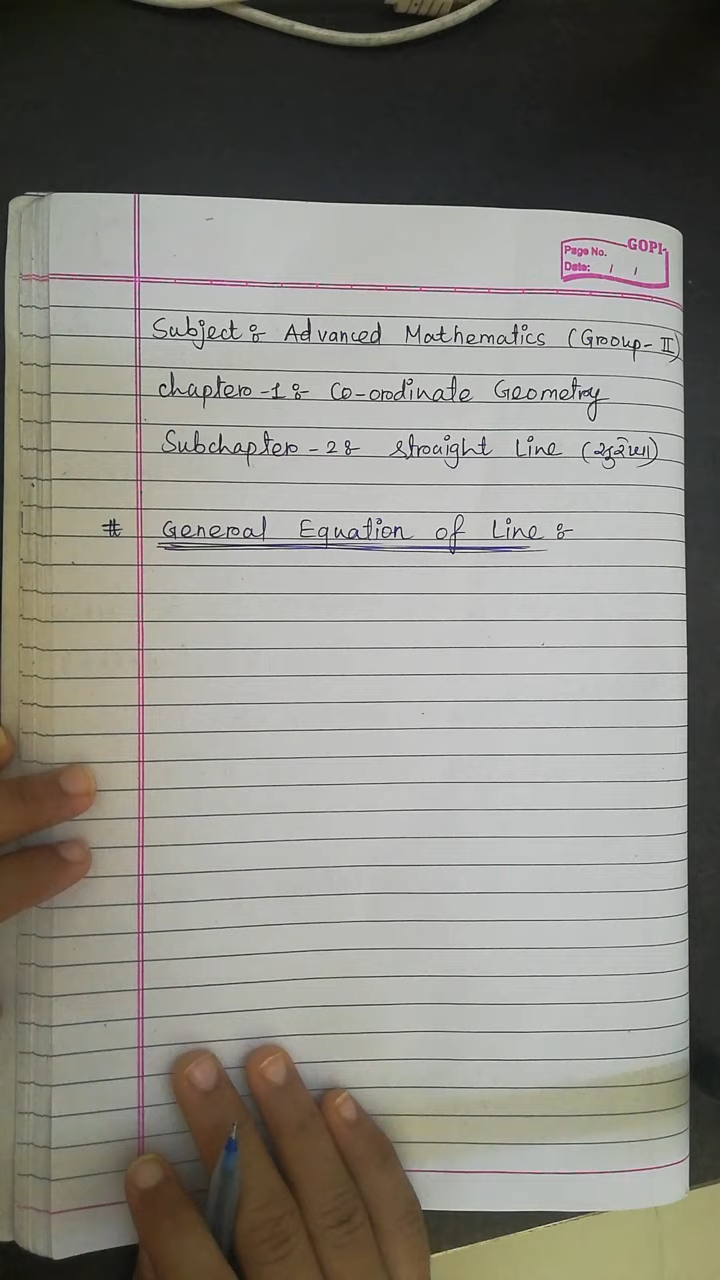 GOPI
Page No.
Date: / /
Subject : Advanced Mathematics (Group-II)
chapter-1 : Co-ordinate Geometry
Subchapter-2 : Straight Line (સુરેખા)
# General Equation of Line :